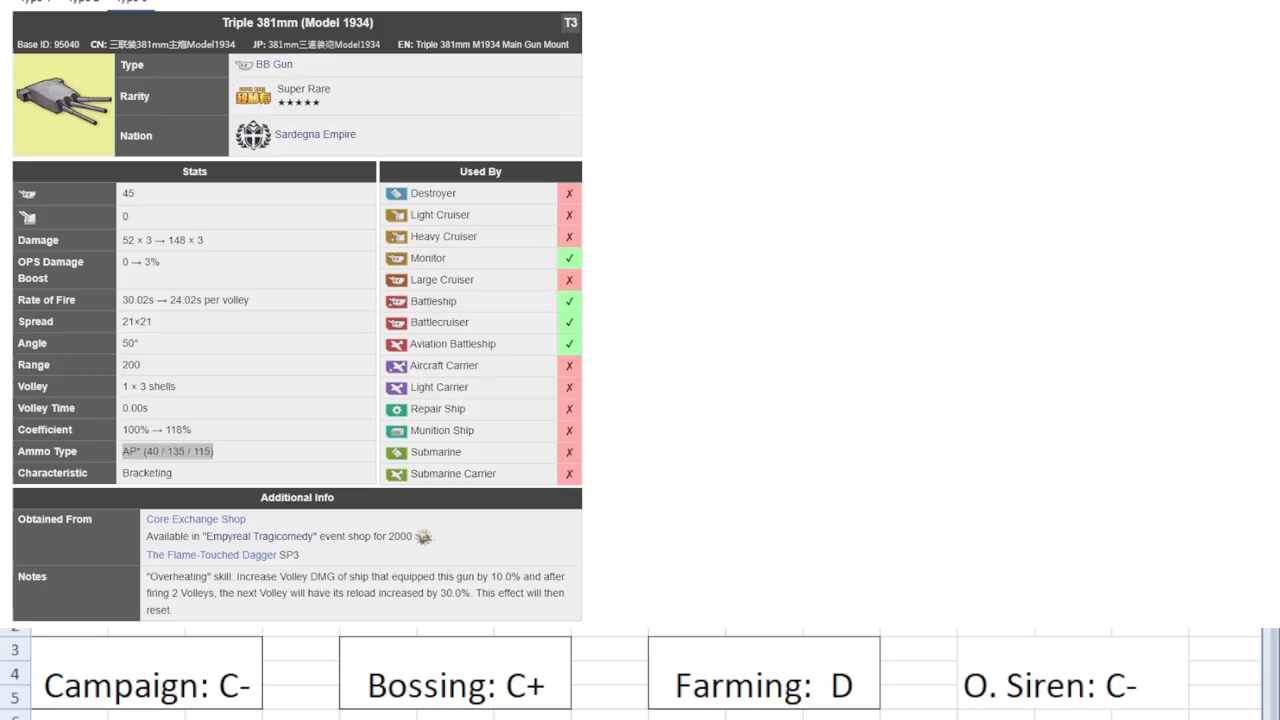 Triple 381mm (Model 1934) T3
Base ID: 95040 CN: 三联装381mm主炮Model1934 JP: 381mm三連装砲Model1934 EN: Triple 381mm M1934 Main Gun Mount
Type BB Gun
Rarity Super Rare
★★★★★
Nation Sardegna Empire
Stats Used By
45
0
Damage 52 × 3 → 148 × 3
OPS Damage Boost 0 → 3%
Rate of Fire 30.02s → 24.02s per volley
Spread 21×21
Angle 50°
Range 200
Volley 1 × 3 shells
Volley Time 0.00s
Coefficient 100% → 118%
Ammo Type AP* (40 / 135 / 115)
Characteristic Bracketing
Destroyer ✗
Light Cruiser ✗
Heavy Cruiser ✗
Monitor ✓
Large Cruiser ✗
Battleship ✓
Battlecruiser ✓
Aviation Battleship ✓
Aircraft Carrier ✗
Light Carrier ✗
Repair Ship ✗
Munition Ship ✗
Submarine ✗
Submarine Carrier ✗
Additional Info
Obtained From Core Exchange Shop
Available in "Empyreal Tragicomedy" event shop for 2000 .
The Flame-Touched Dagger SP3
Notes "Overheating" skill: Increase Volley DMG of ship that equipped this gun by 10.0% and after
firing 2 Volleys, the next Volley will have its reload increased by 30.0%. This effect will then
reset.
3
4
5
Campaign: C- Bossing: C+ Farming: D O. Siren: C-